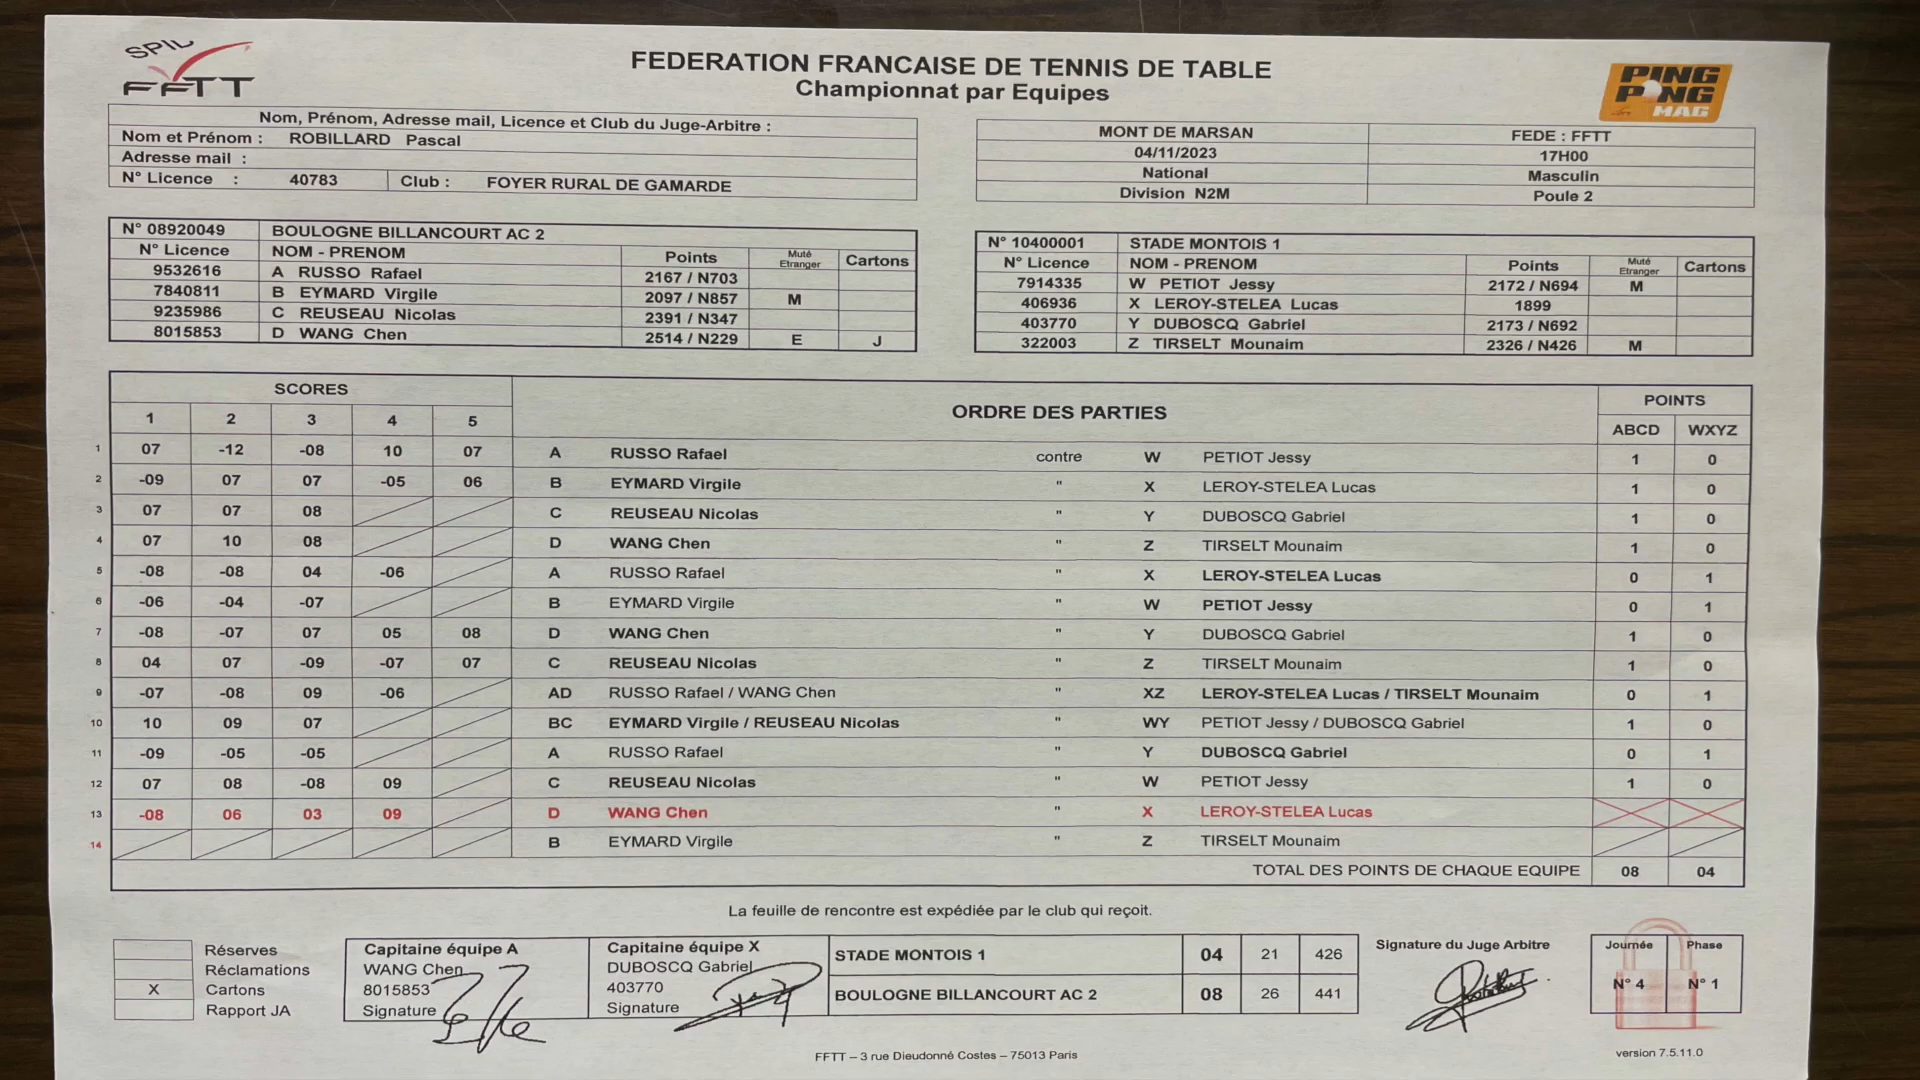 SPID
FFTT
FEDERATION FRANCAISE DE TENNIS DE TABLE
Championnat par Equipes
PING
PONG
MAG
Nom, Prénom, Adresse mail, Licence et Club du Juge-Arbitre :
Nom et Prénom : ROBILLARD Pascal
Adresse mail :
N° Licence : 40783 Club : FOYER RURAL DE GAMARDE
MONT DE MARSAN FEDE : FFTT
04/11/2023 17H00
National Masculin
Division N2M Poule 2
N° 08920049 BOULOGNE BILLANCOURT AC 2
N° Licence NOM - PRENOM Points Muté Etranger Cartons
9532616 A RUSSO Rafael 2167 / N703
7840811 B EYMARD Virgile 2097 / N857 M
9235986 C REUSEAU Nicolas 2391 / N347
8015853 D WANG Chen 2514 / N229 E J
N° 10400001 STADE MONTOIS 1
N° Licence NOM - PRENOM Points Muté Etranger Cartons
7914335 W PETIOT Jessy 2172 / N694 M
406936 X LEROY-STELEA Lucas 1899
403770 Y DUBOSCQ Gabriel 2173 / N692
322003 Z TIRSELT Mounaim 2326 / N426 M
SCORES ORDRE DES PARTIES POINTS
1 2 3 4 5 ABCD WXYZ
1 07 -12 -08 10 07 A RUSSO Rafael contre W PETIOT Jessy 1 0
2 -09 07 07 -05 06 B EYMARD Virgile " X LEROY-STELEA Lucas 1 0
3 07 07 08 C REUSEAU Nicolas " Y DUBOSCQ Gabriel 1 0
4 07 10 08 D WANG Chen " Z TIRSELT Mounaim 1 0
5 -08 -08 04 -06 A RUSSO Rafael " X LEROY-STELEA Lucas 0 1
6 -06 -04 -07 B EYMARD Virgile " W PETIOT Jessy 0 1
7 -08 -07 07 05 08 D WANG Chen " Y DUBOSCQ Gabriel 1 0
8 04 07 -09 -07 07 C REUSEAU Nicolas " Z TIRSELT Mounaim 1 0
9 -07 -08 09 -06 AD RUSSO Rafael / WANG Chen " XZ LEROY-STELEA Lucas / TIRSELT Mounaim 0 1
10 10 09 07 BC EYMARD Virgile / REUSEAU Nicolas " WY PETIOT Jessy / DUBOSCQ Gabriel 1 0
11 -09 -05 -05 A RUSSO Rafael " Y DUBOSCQ Gabriel 0 1
12 07 08 -08 09 C REUSEAU Nicolas " W PETIOT Jessy 1 0
13 -08 06 03 09 D WANG Chen " X LEROY-STELEA Lucas
14 B EYMARD Virgile " Z TIRSELT Mounaim
TOTAL DES POINTS DE CHAQUE EQUIPE 08 04
La feuille de rencontre est expédiée par le club qui reçoit.
Réserves
Réclamations
X Cartons
Rapport JA
Capitaine équipe A
WANG Chen
8015853
Signature
Capitaine équipe X
DUBOSCQ Gabriel
403770
Signature
STADE MONTOIS 1 04 21 426
BOULOGNE BILLANCOURT AC 2 08 26 441
Signature du Juge Arbitre
Journée Phase
N° 4 N° 1
FFTT – 3 rue Dieudonné Costes – 75013 Paris
version 7.5.11.0